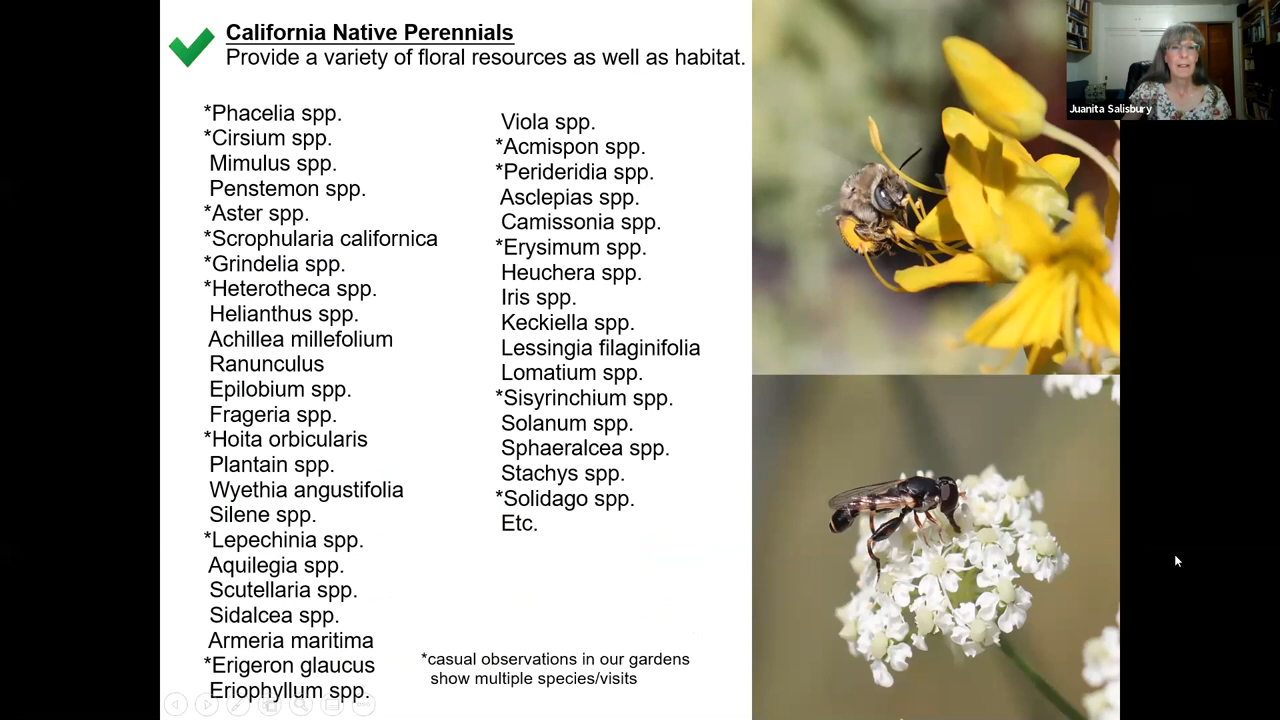 California Native Perennials
Provide a variety of floral resources as well as habitat.
*Phacelia spp.
*Cirsium spp.
Mimulus spp.
Penstemon spp.
*Aster spp.
*Scrophularia californica
*Grindelia spp.
*Heterotheca spp.
Helianthus spp.
Achillea millefolium
Ranunculus
Epilobium spp.
Frageria spp.
*Hoita orbicularis
Plantain spp.
Wyethia angustifolia
Silene spp.
*Lepechinia spp.
Aquilegia spp.
Scutellaria spp.
Sidalcea spp.
Armeria maritima
*Erigeron glaucus
Eriophyllum spp.
Viola spp.
*Acmispon spp.
*Perideridia spp.
Asclepias spp.
Camissonia spp.
*Erysimum spp.
Heuchera spp.
Iris spp.
Keckiella spp.
Lessingia filaginifolia
Lomatium spp.
*Sisyrinchium spp.
Solanum spp.
Sphaeralcea spp.
Stachys spp.
*Solidago spp.
Etc.
*casual observations in our gardens
show multiple species/visits
Juanita Salisbury